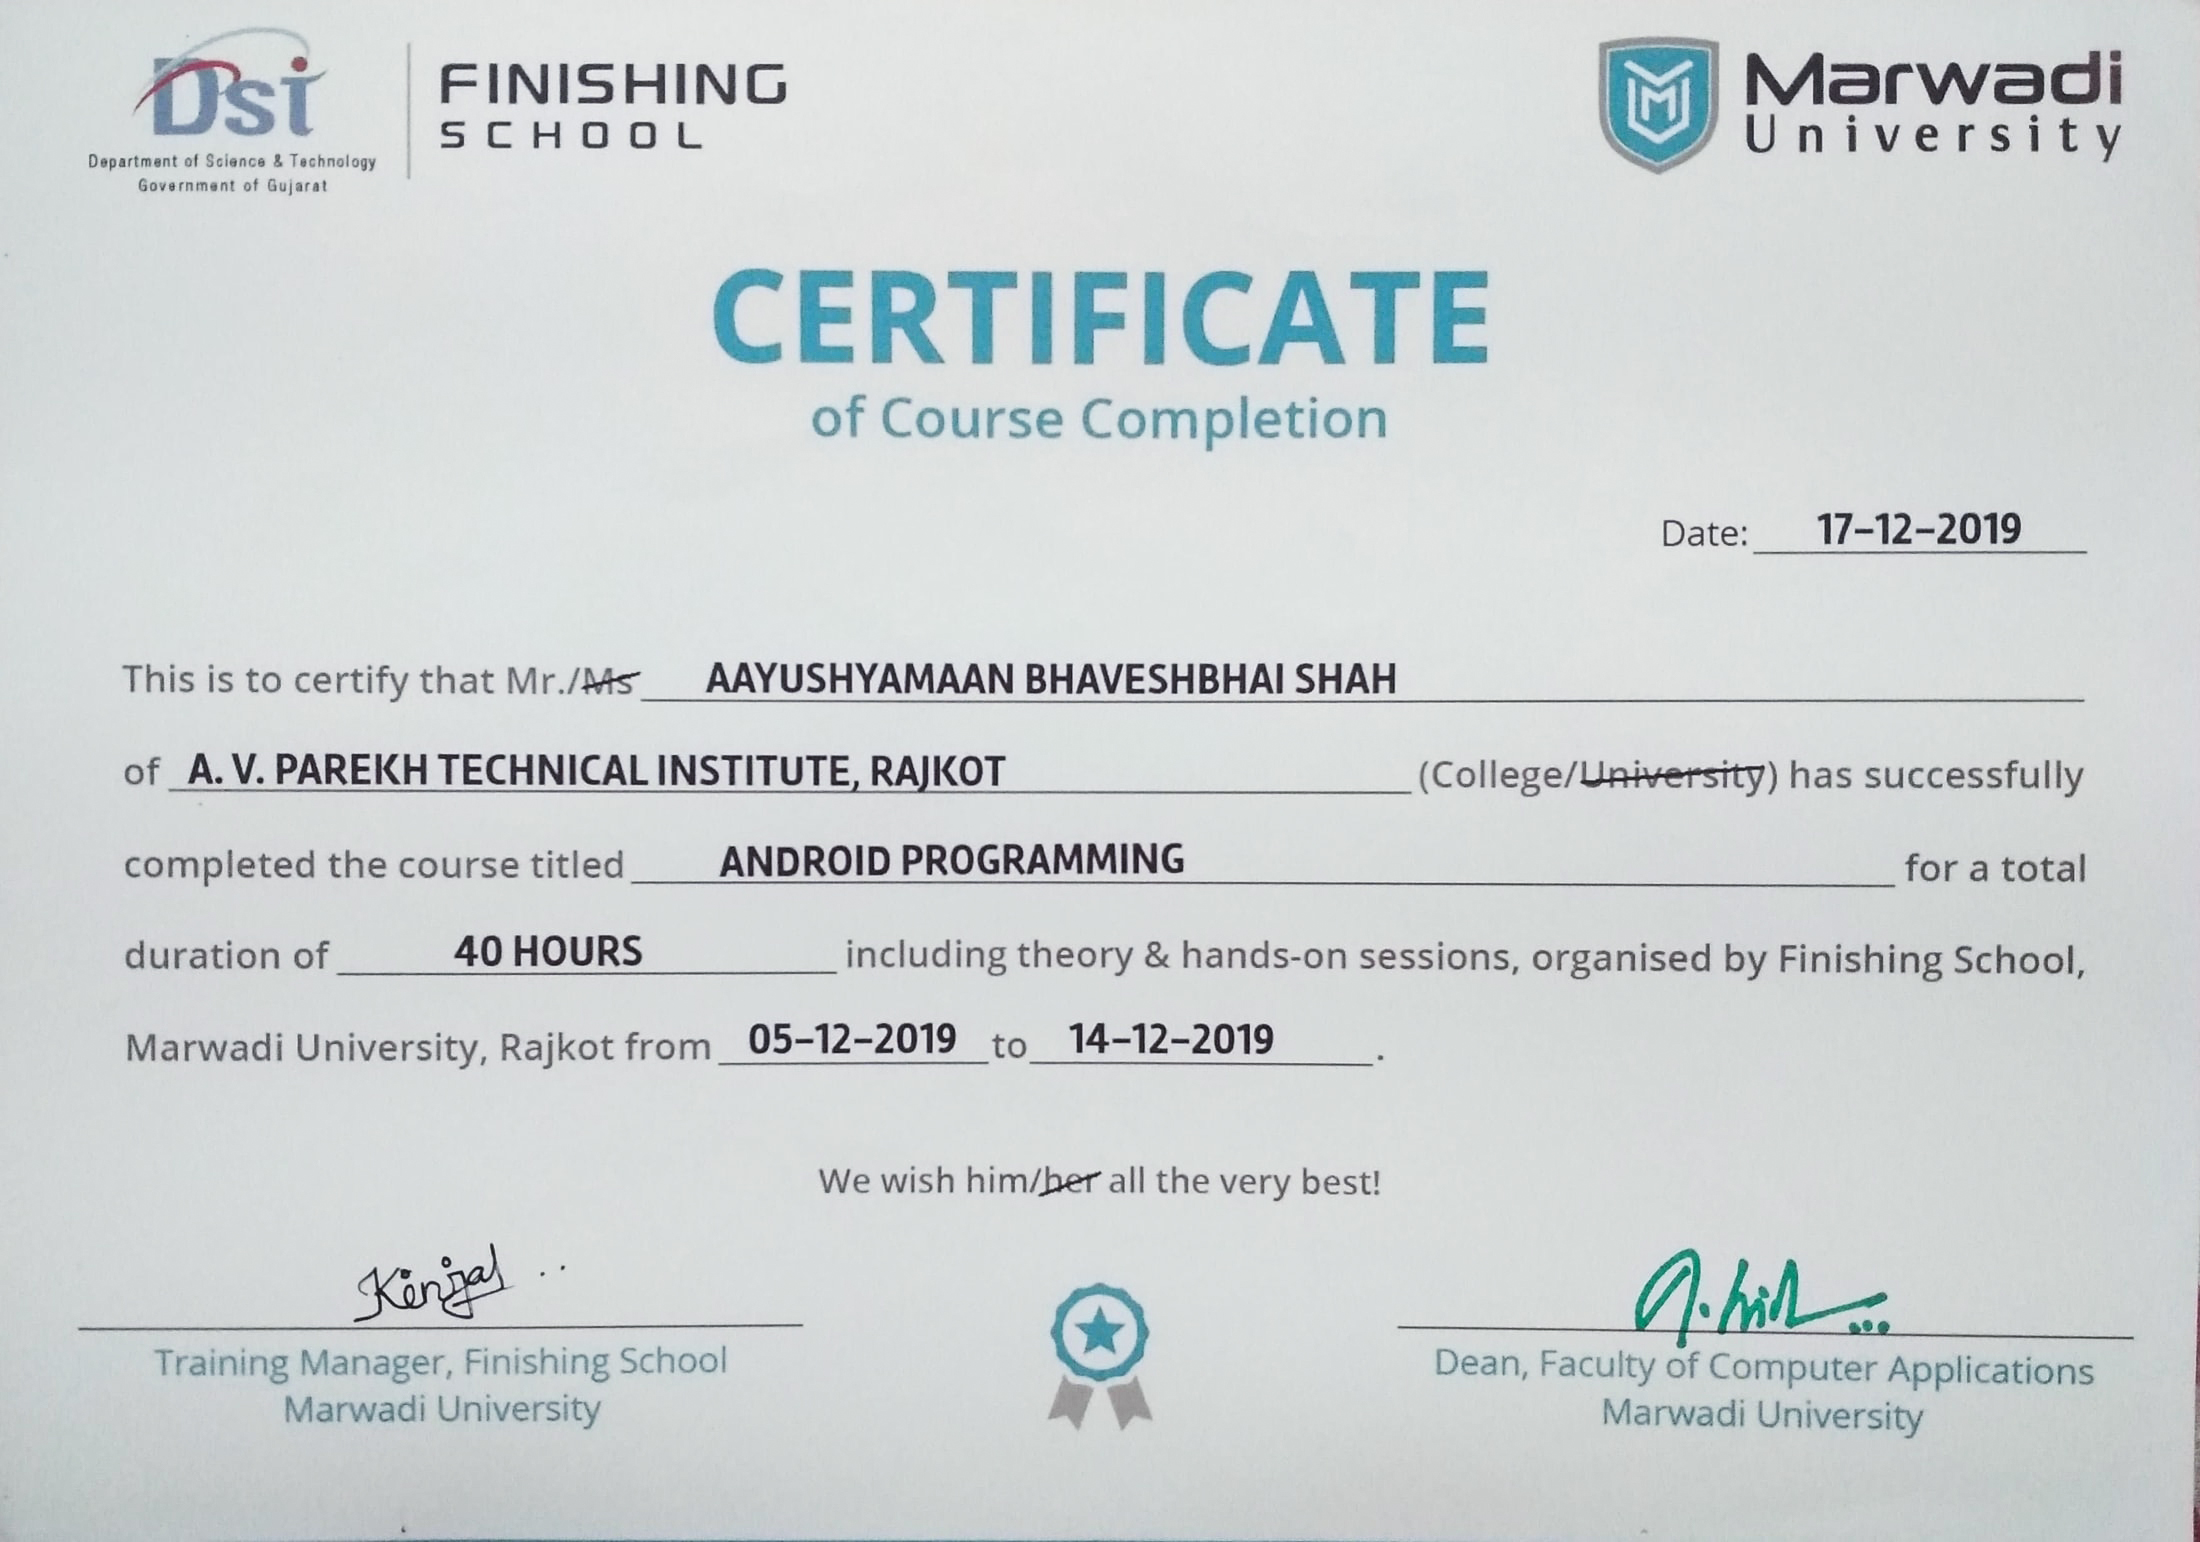 Dst
Department of Science & Technology
Government of Gujarat
FINISHING
SCHOOL
Marwadi
University
CERTIFICATE
of Course Completion
Date: 17-12-2019
This is to certify that Mr./Ms AAYUSHYAMAAN BHAVESHBHAI SHAH
of A. V. PAREKH TECHNICAL INSTITUTE, RAJKOT (College/University) has successfully
completed the course titled ANDROID PROGRAMMING for a total
duration of 40 HOURS including theory & hands-on sessions, organised by Finishing School,
Marwadi University, Rajkot from 05-12-2019 to 14-12-2019.
We wish him/her all the very best!
Kinjal ..
Training Manager, Finishing School
Marwadi University
Dean, Faculty of Computer Applications
Marwadi University